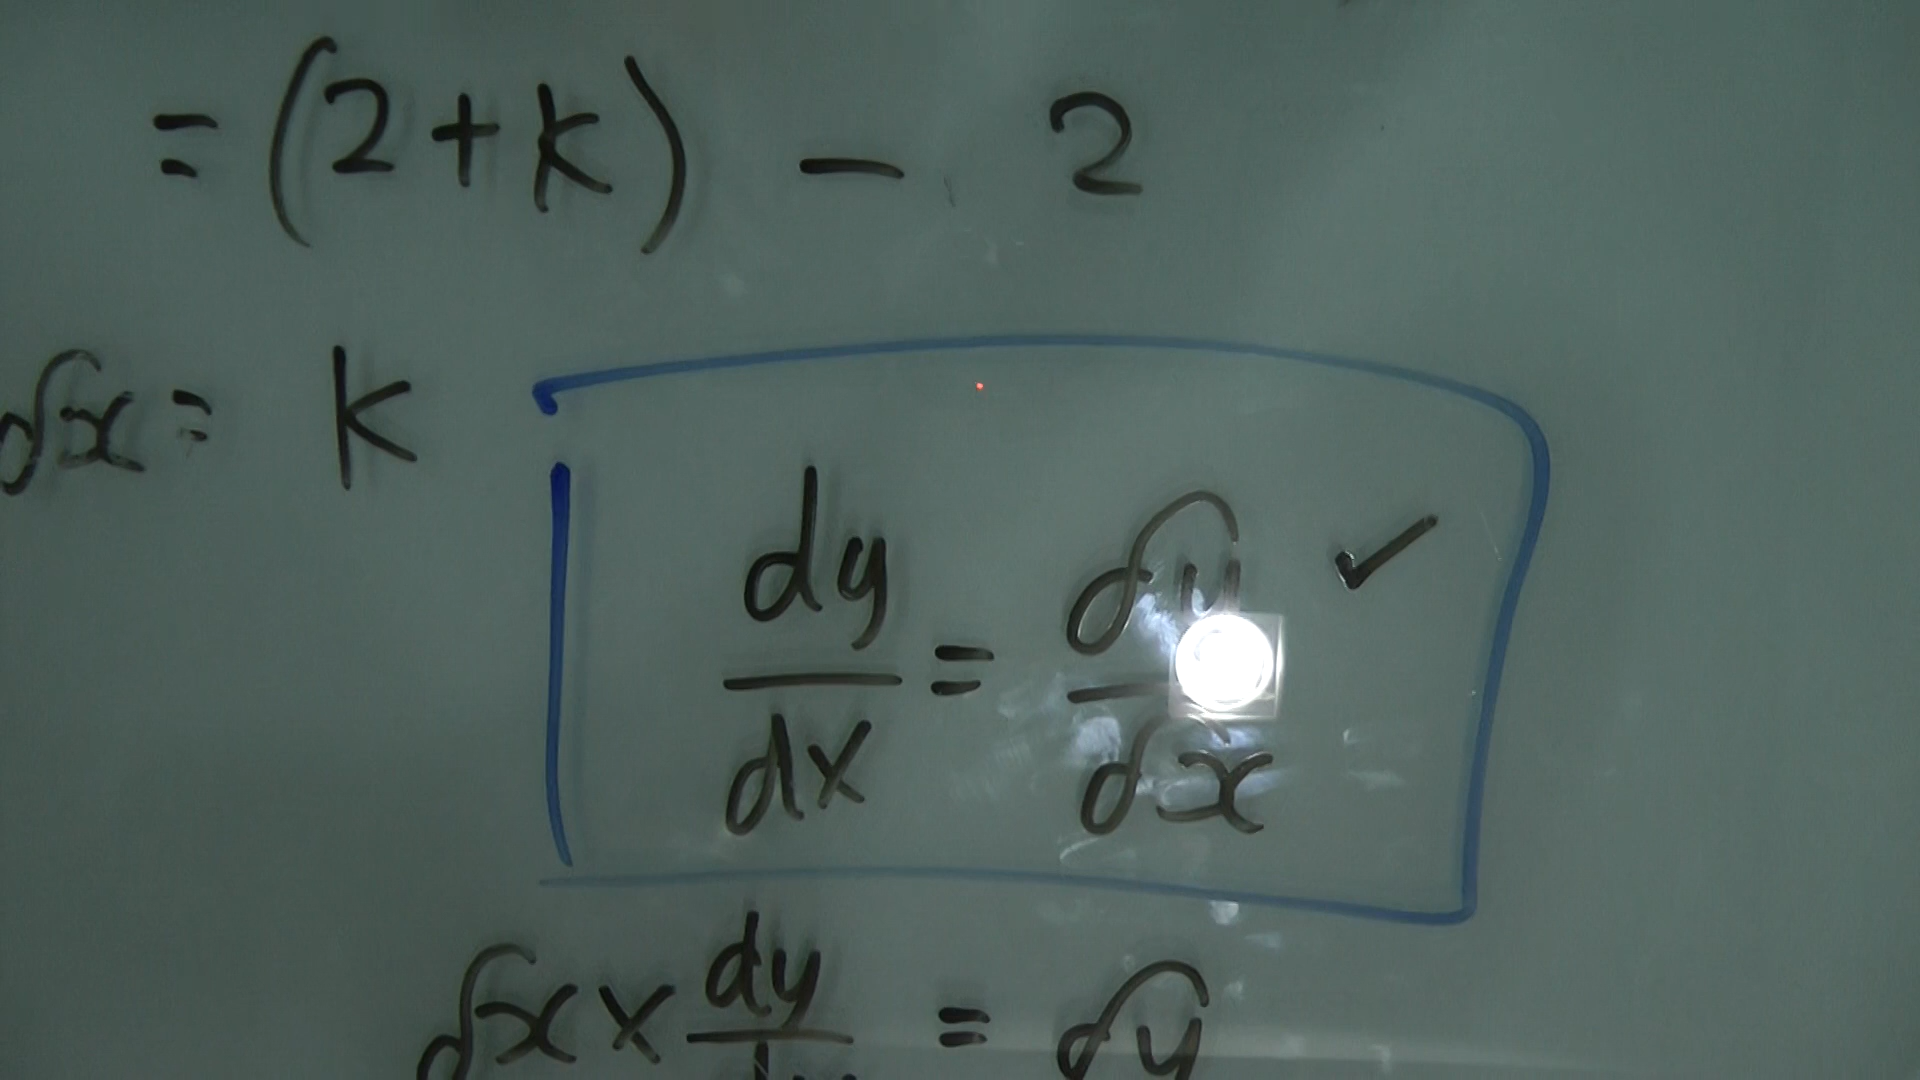 = (2+k) - 2
δx = k
dy/dx = δy/δx ✓
δx × dy/dx = δy